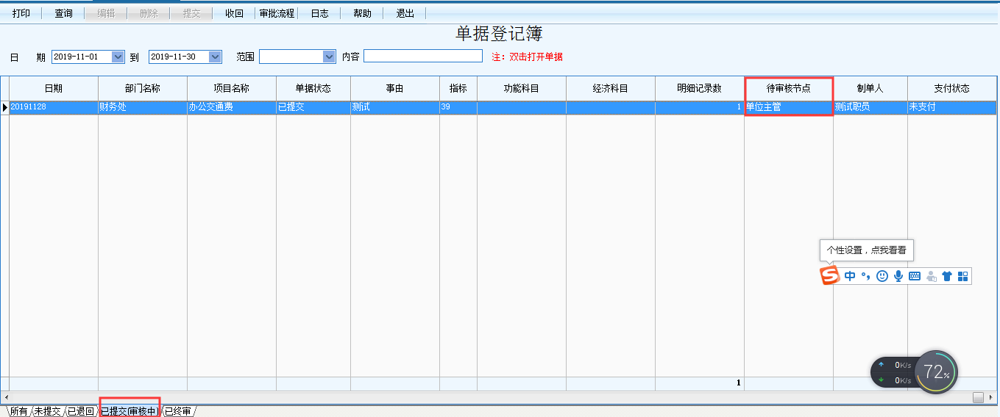 打印 查询 编辑 删除 提交 收回 审批流程 日志 帮助 退出
单据登记簿
日 期 2019-11-01 到 2019-11-30 范围 内容 注：双击打开单据
日期 部门名称 项目名称 单据状态 事由 指标 功能科目 经济科目 明细记录数 待审核节点 制单人 支付状态
20191128 财务处 办公交通费 已提交 测试 39 1 单位主管 测试职员 未支付
个性设置，点我看看
S 中 °，
0K/s
72%
0K/s
1
所有 未提交 已退回 已提交(审核中) 已终审